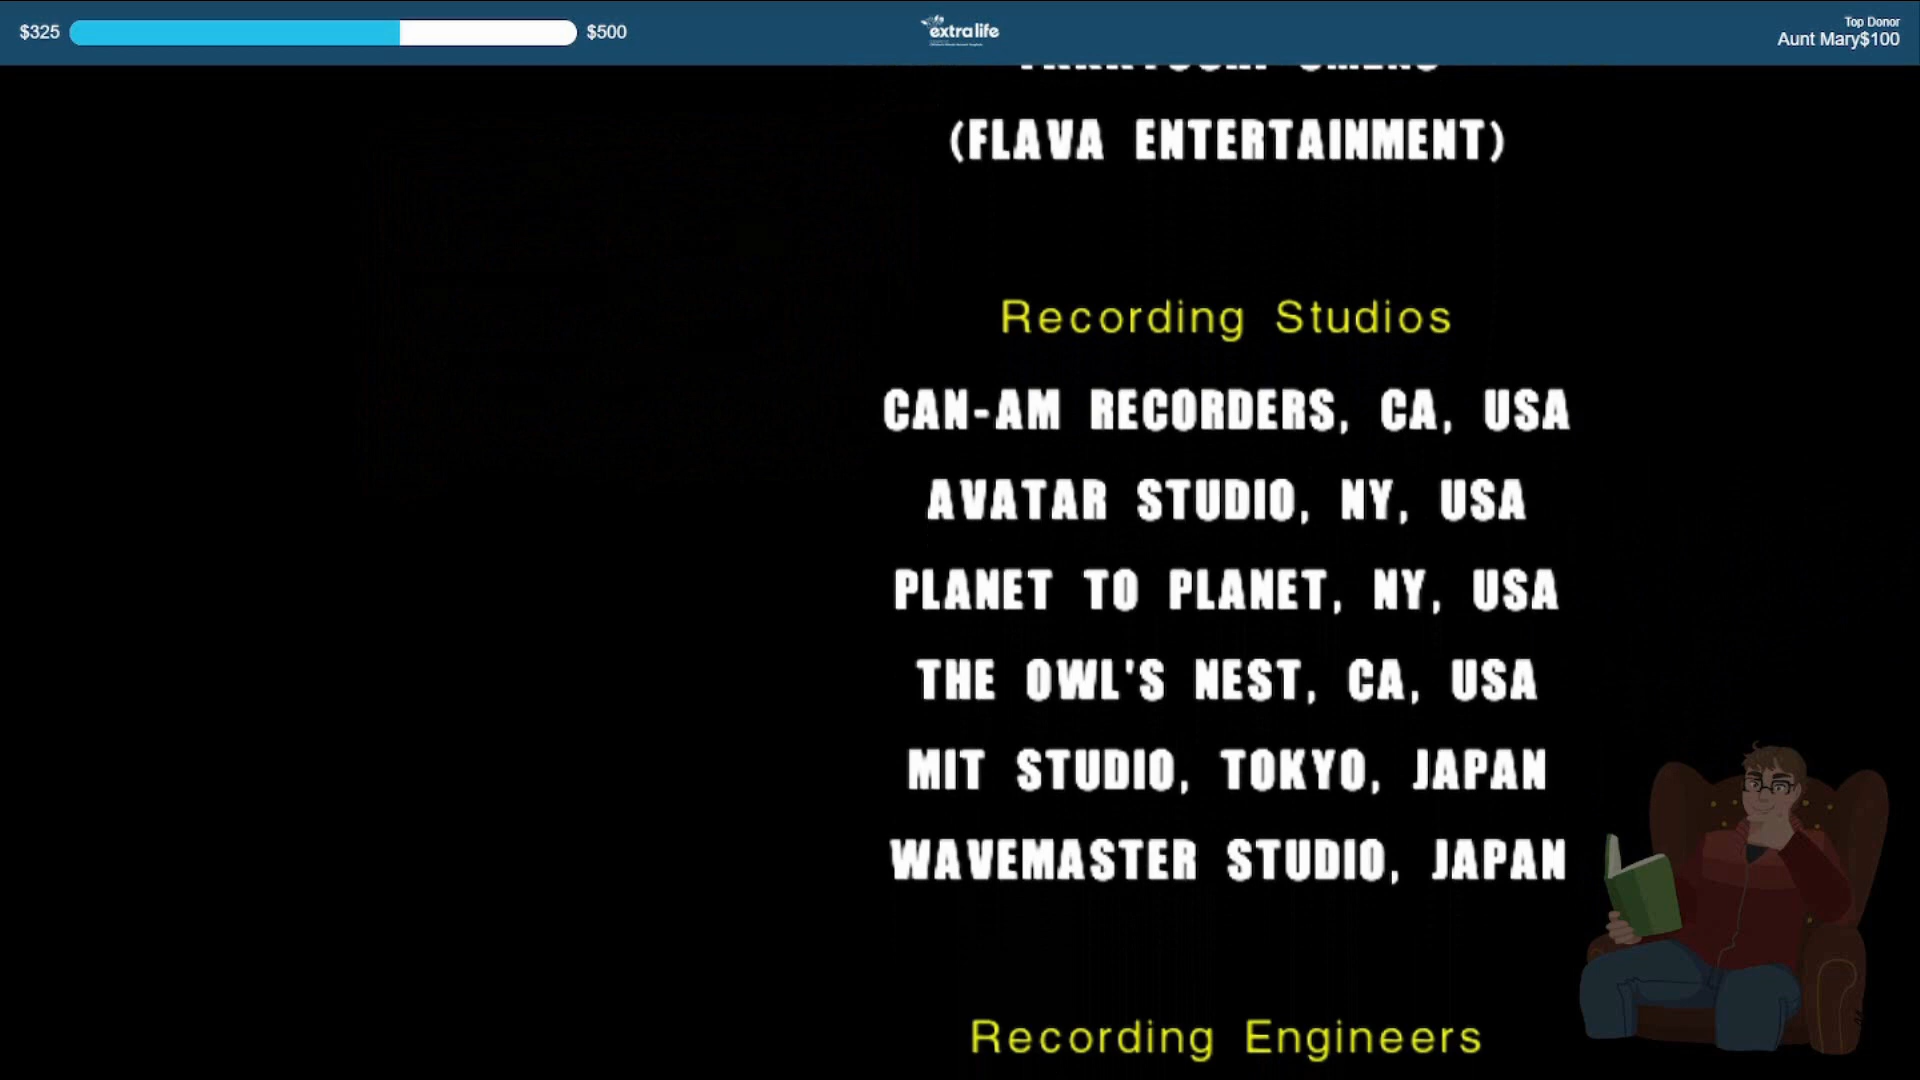 $325
$500
extra life
Top Donor
Aunt Mary$100
(FLAVA ENTERTAINMENT)
Recording Studios
CAN-AM RECORDERS, CA, USA
AVATAR STUDIO, NY, USA
PLANET TO PLANET, NY, USA
THE OWL'S NEST, CA, USA
MIT STUDIO, TOKYO, JAPAN
WAVEMASTER STUDIO, JAPAN
Recording Engineers